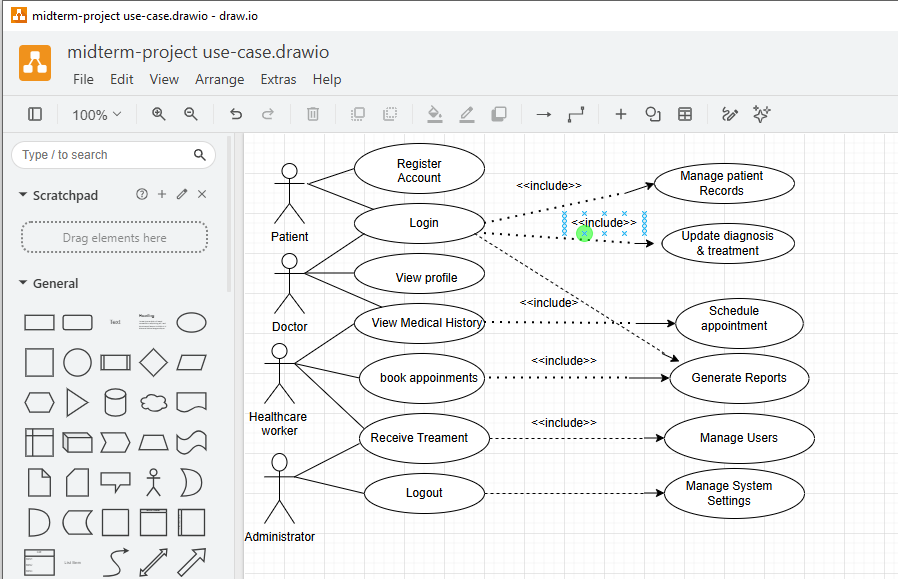 midterm-project use-case.drawio - draw.io
midterm-project use-case.drawio
File Edit View Arrange Extras Help
100%
Type / to search
Scratchpad
Drag elements here
General
Text
Heading
List Item
Patient
Doctor
Healthcare
worker
Administrator
Register
Account
Login
View profile
View Medical History
book appoinments
Receive Treament
Logout
<<include>>
<<include>>
<<include>
<<include>>
<<include>>
Manage patient
Records
Update diagnosis
& treatment
Schedule
appointment
Generate Reports
Manage Users
Manage System
Settings